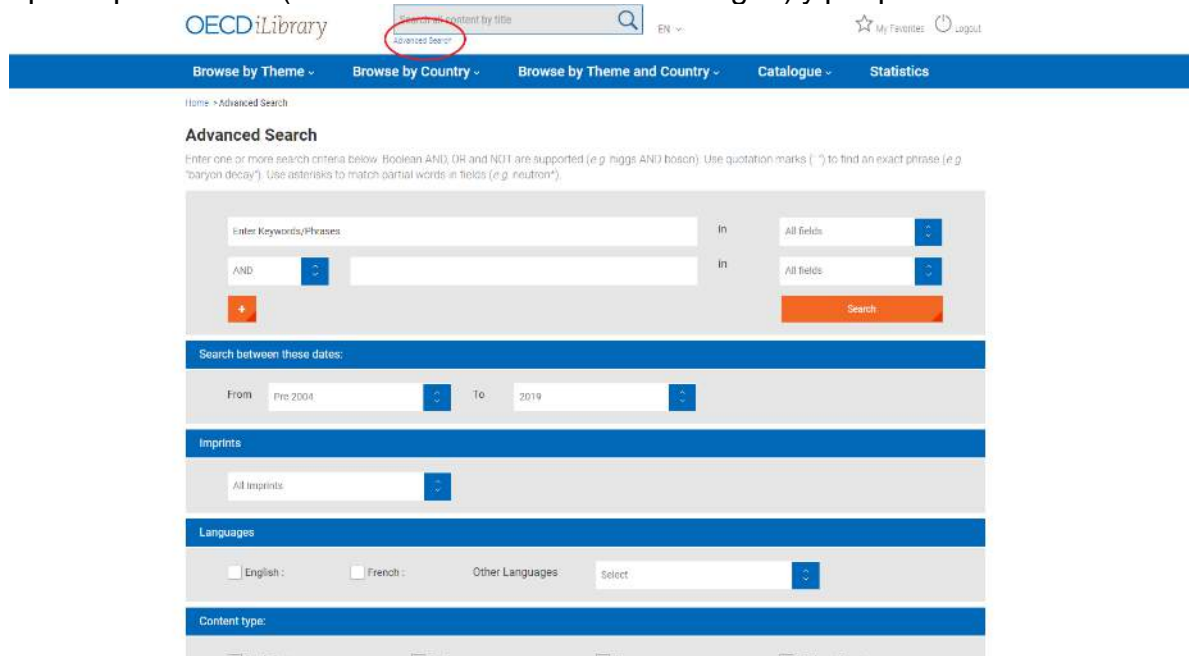 OECDiLibrary
Search all content by title
EN
My Favorites
Logout
Advanced Search
Browse by Theme
Browse by Country
Browse by Theme and Country
Catalogue
Statistics
Home > Advanced Search
Advanced Search
Enter one or more search criteria below. Boolean AND, OR and NOT are supported (e.g. higgs AND boson). Use quotation marks (" ") to find an exact phrase (e.g.
"baryon decay"). Use asterisks to match partial words in fields (e.g. neutron*).
Enter Keywords/Phrases
in
All fields
AND
in
All fields
+
Search
Search between these dates:
From
Pre 2004
To
2019
Imprints
All Imprints
Languages
English :
French :
Other Languages
Select
Content type: